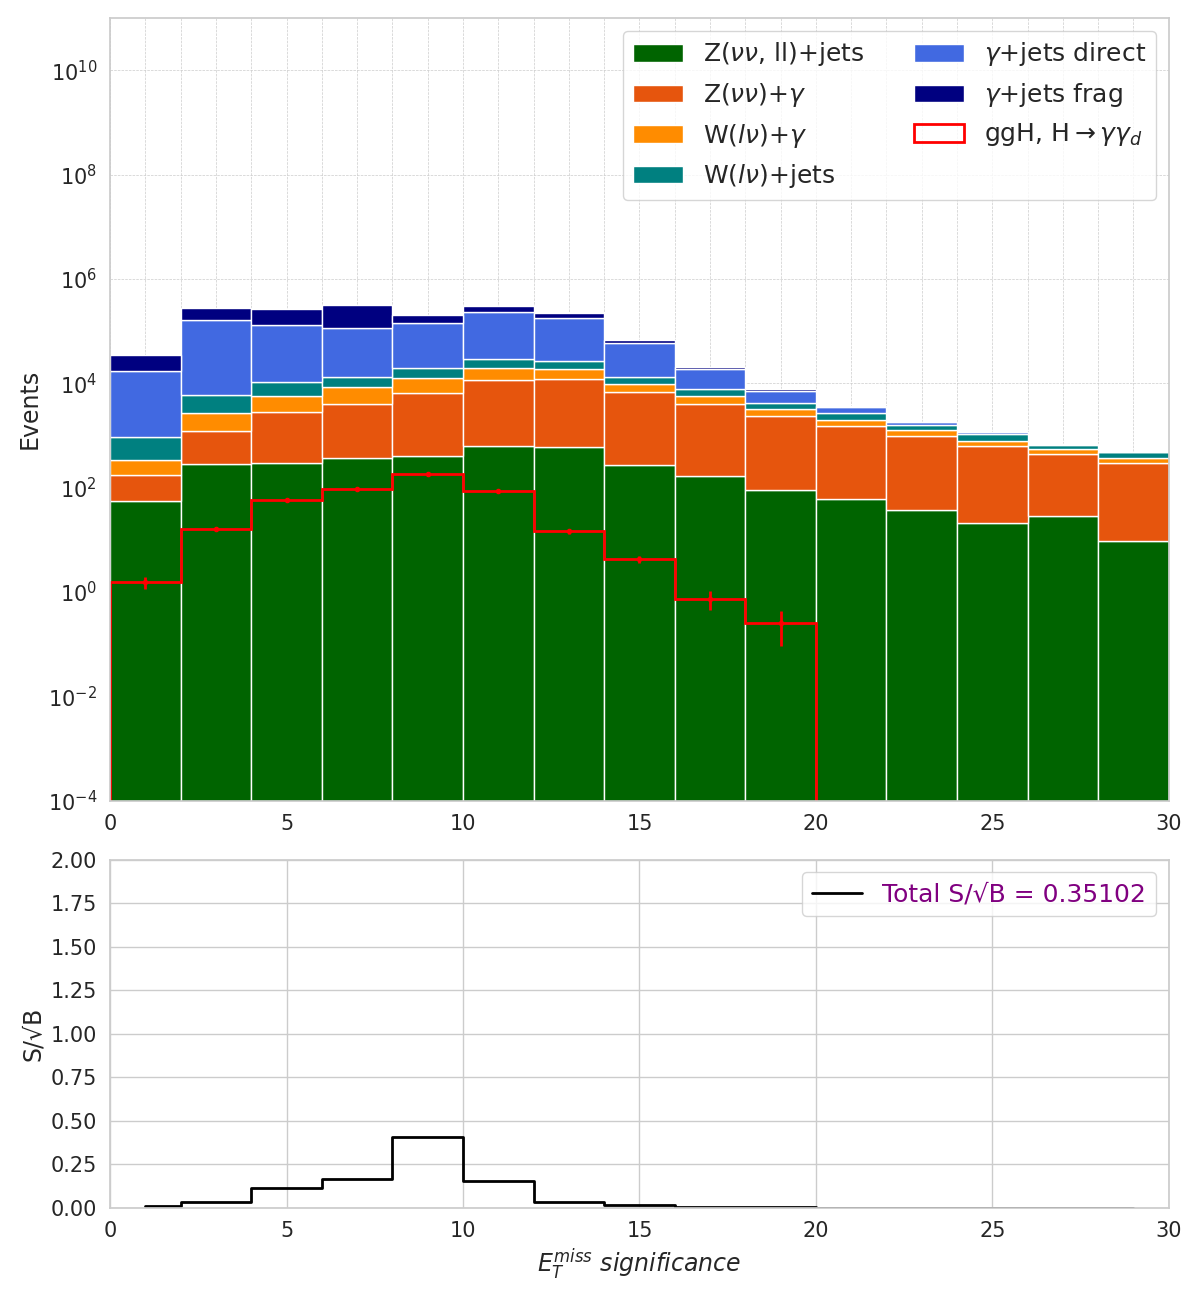 Z(νν, ll)+jets
Z(νν)+γ
W(lν)+γ
W(lν)+jets
γ+jets direct
γ+jets frag
ggH, H→γγ_d
Events
10^10
10^8
10^6
10^4
10^2
10^0
10^−2
10^−4
0 5 10 15 20 25 30
Total S/√B = 0.35102
S/√B
2.00
1.75
1.50
1.25
1.00
0.75
0.50
0.25
0.00
0 5 10 15 20 25 30
E_T^miss significance